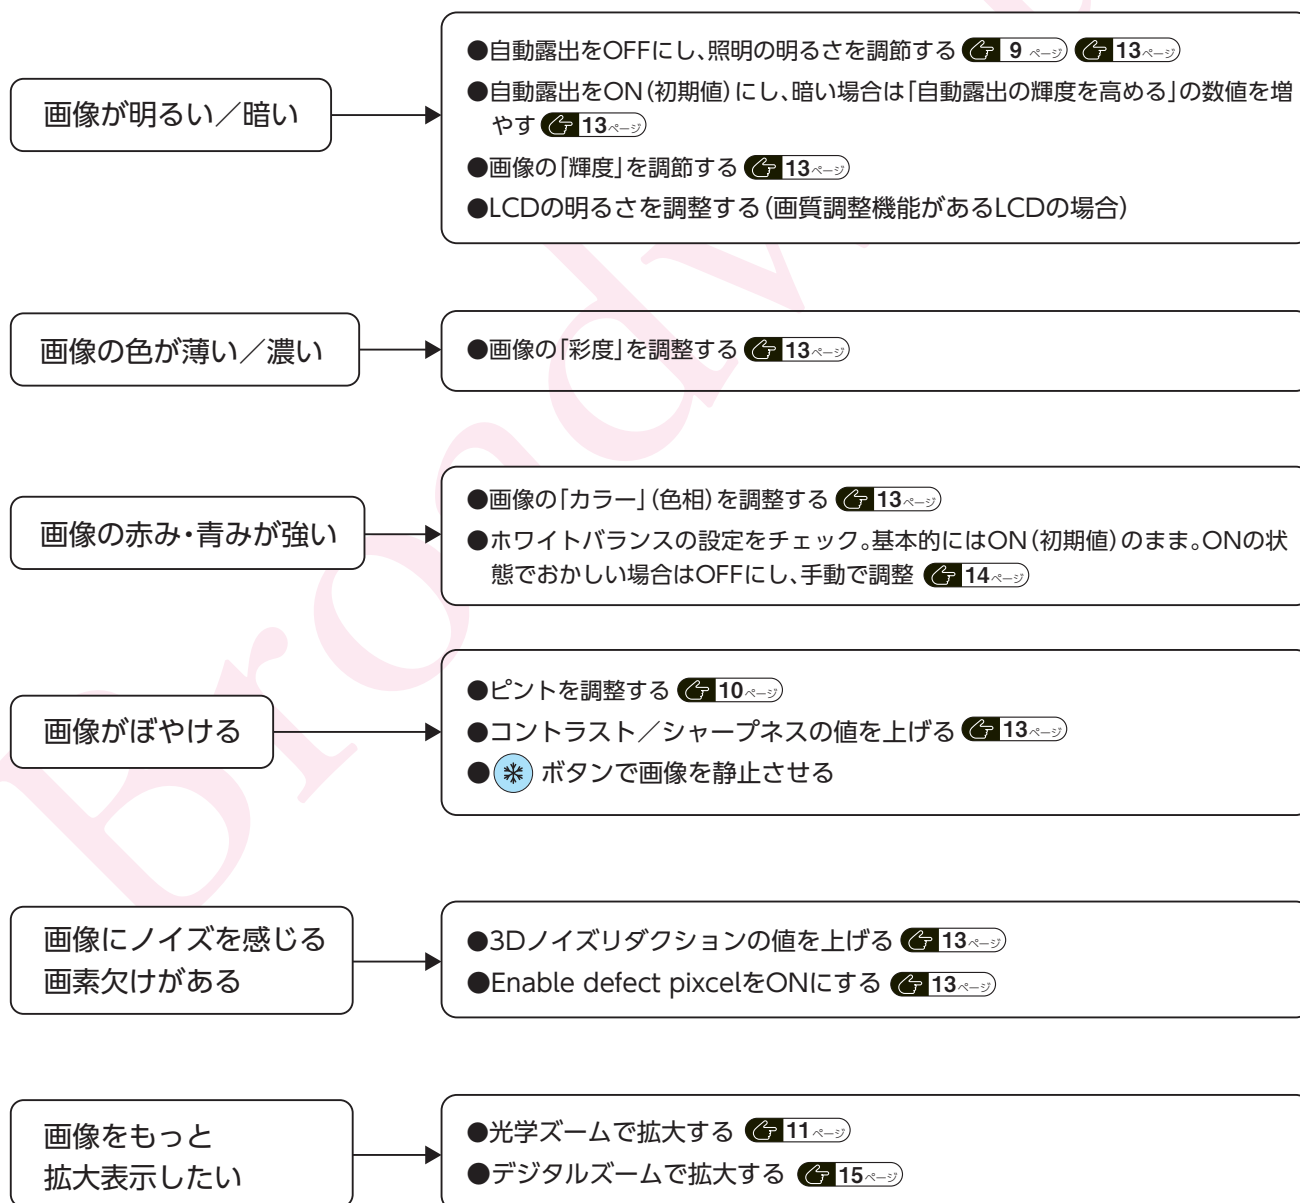 画像が明るい／暗い
●自動露出をOFFにし、照明の明るさを調節する 9 ページ 13ページ
●自動露出をON（初期値）にし、暗い場合は「自動露出の輝度を高める」の数値を増
やす 13ページ
●画像の「輝度」を調節する 13ページ
●LCDの明るさを調整する（画質調整機能があるLCDの場合）
画像の色が薄い／濃い
●画像の「彩度」を調整する 13ページ
画像の赤み・青みが強い
●画像の「カラー」（色相）を調整する 13ページ
●ホワイトバランスの設定をチェック。基本的にはON（初期値）のまま。ONの状
態でおかしい場合はOFFにし、手動で調整 14ページ
画像がぼやける
●ピントを調整する 10ページ
●コントラスト／シャープネスの値を上げる 13ページ
● ボタンで画像を静止させる
画像にノイズを感じる
画素欠けがある
●3Dノイズリダクションの値を上げる 13ページ
●Enable defect pixcelをONにする 13ページ
画像をもっと
拡大表示したい
●光学ズームで拡大する 11ページ
●デジタルズームで拡大する 15ページ